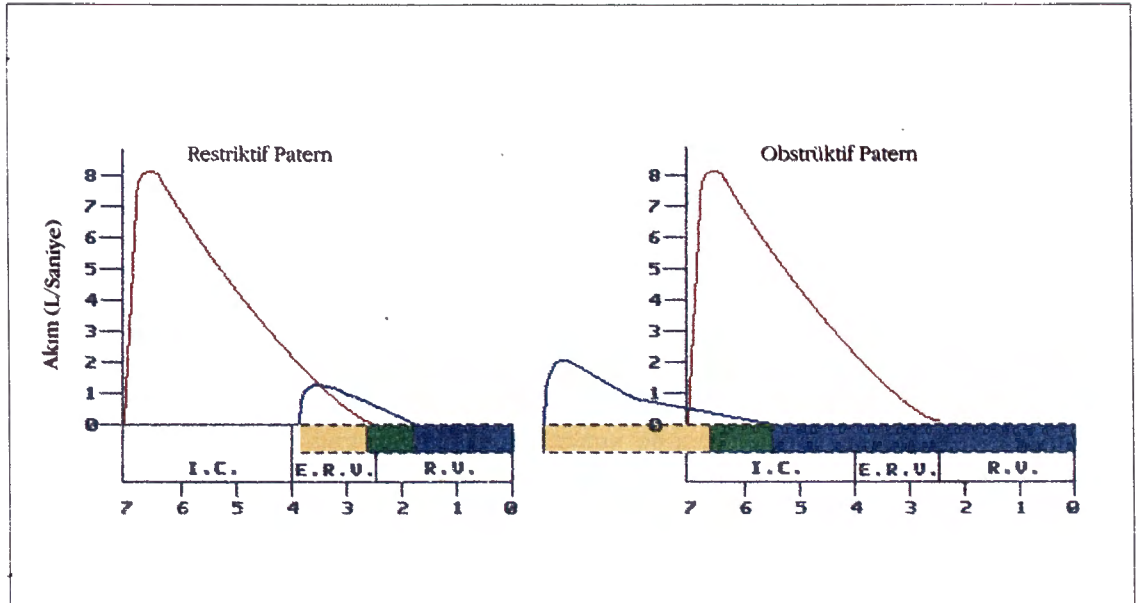 Restriktif Patern
Obstrüktif Patern
Akım (L/Saniye)
8
7
6
5
4
3
2
1
0
I.C. E.R.V. R.V.
7 6 5 4 3 2 1 0
8
7
6
5
4
3
2
1
0
I.C. E.R.V. R.V.
7 6 5 4 3 2 1 0